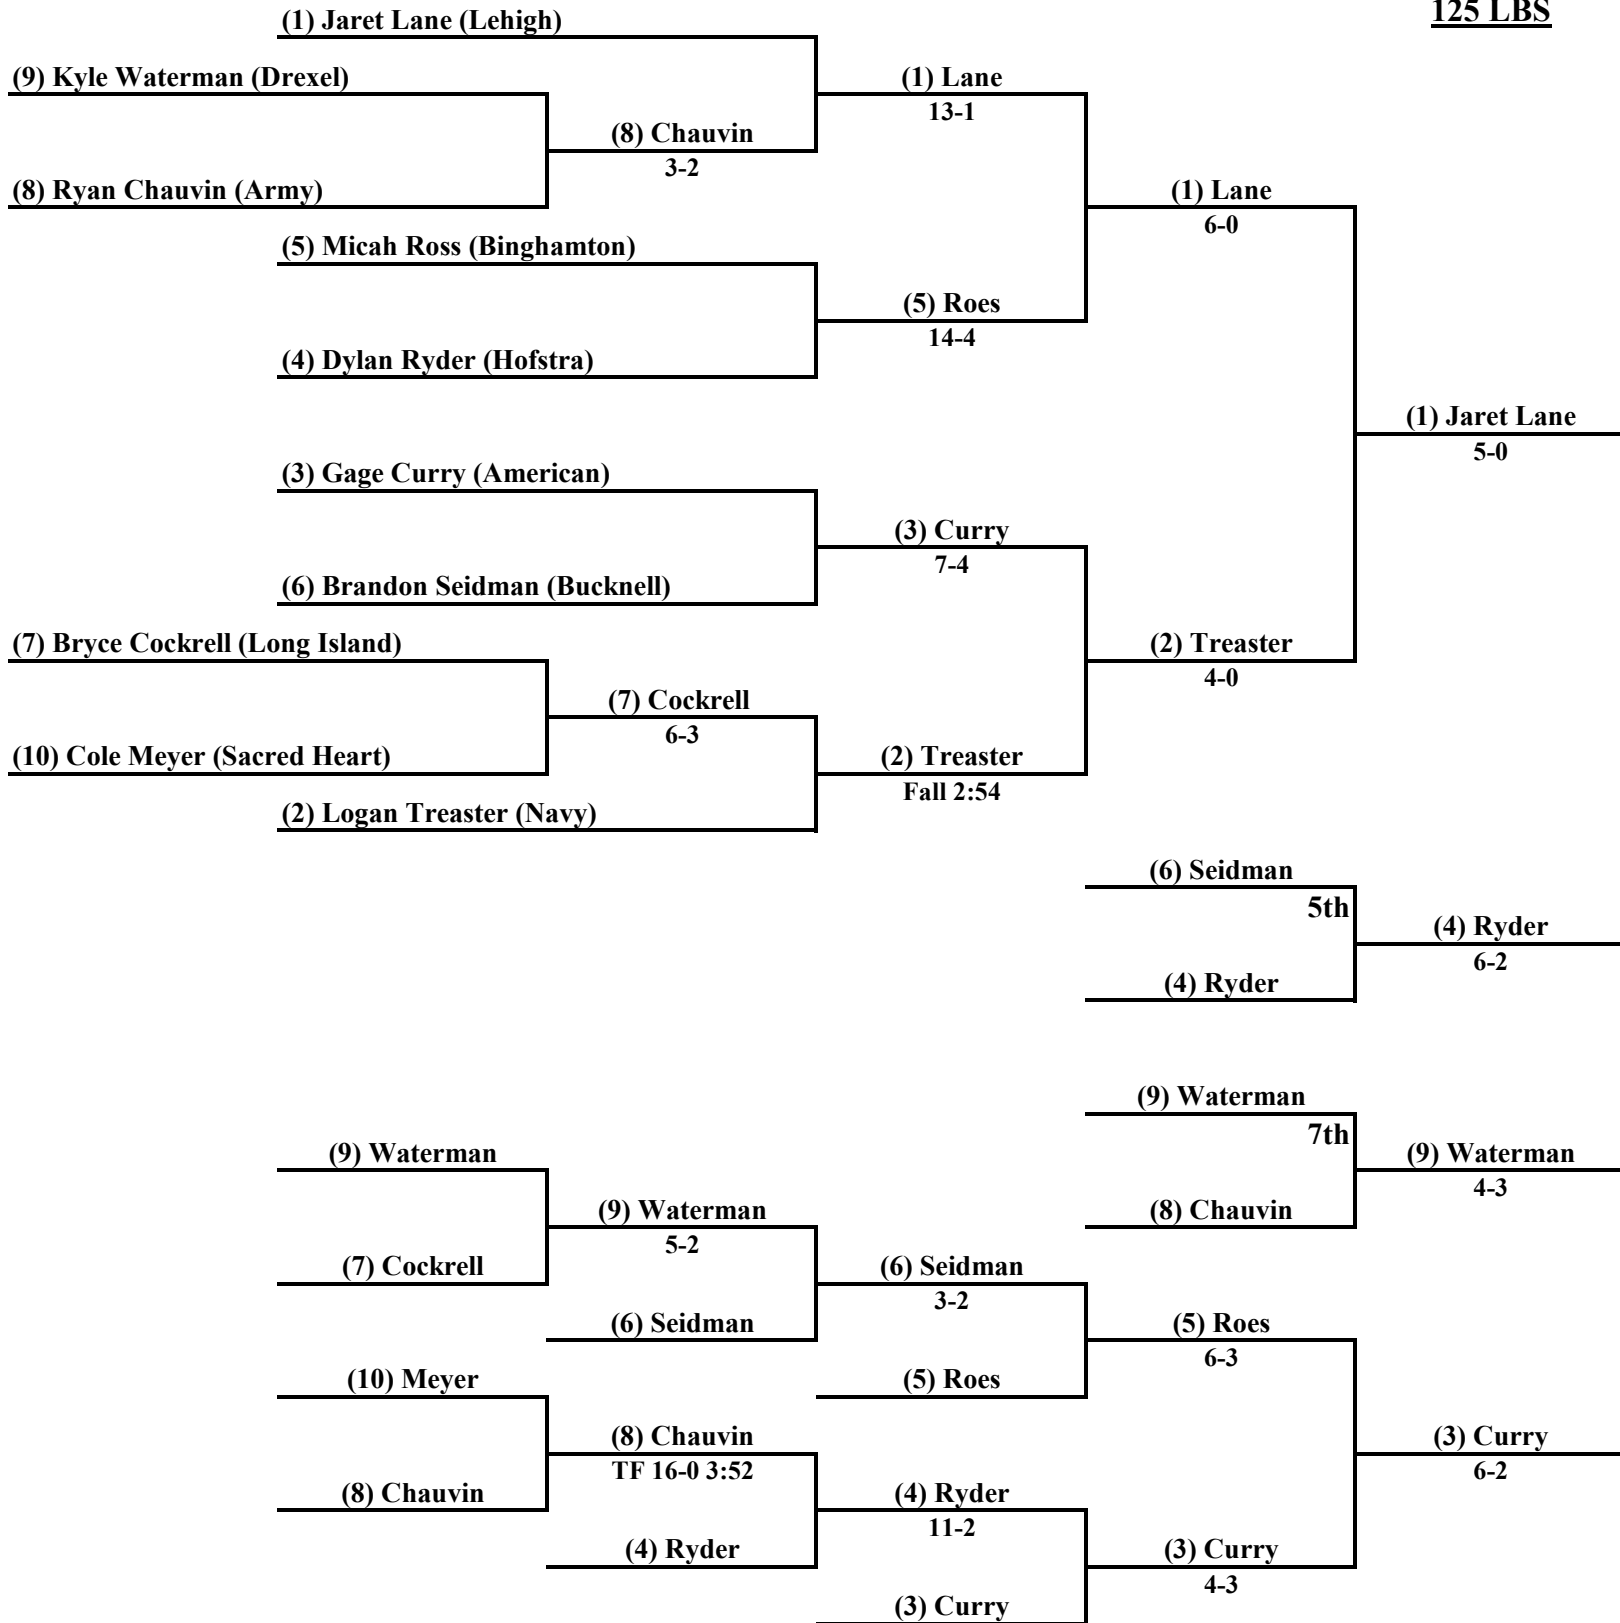 125 LBS
(1) Jaret Lane (Lehigh)
(9) Kyle Waterman (Drexel)
(1) Lane
13-1
(8) Chauvin
3-2
(8) Ryan Chauvin (Army)
(1) Lane
6-0
(5) Micah Ross (Binghamton)
(5) Roes
14-4
(4) Dylan Ryder (Hofstra)
(1) Jaret Lane
5-0
(3) Gage Curry (American)
(3) Curry
7-4
(6) Brandon Seidman (Bucknell)
(7) Bryce Cockrell (Long Island)
(2) Treaster
4-0
(7) Cockrell
6-3
(10) Cole Meyer (Sacred Heart)
(2) Treaster
Fall 2:54
(2) Logan Treaster (Navy)
(6) Seidman
5th
(4) Ryder
6-2
(4) Ryder
(9) Waterman
7th
(9) Waterman
(9) Waterman
4-3
(9) Waterman
5-2
(8) Chauvin
(7) Cockrell
(6) Seidman
3-2
(6) Seidman
(5) Roes
6-3
(10) Meyer
(5) Roes
(8) Chauvin
TF 16-0 3:52
(3) Curry
6-2
(8) Chauvin
(4) Ryder
11-2
(4) Ryder
(3) Curry
4-3
(3) Curry